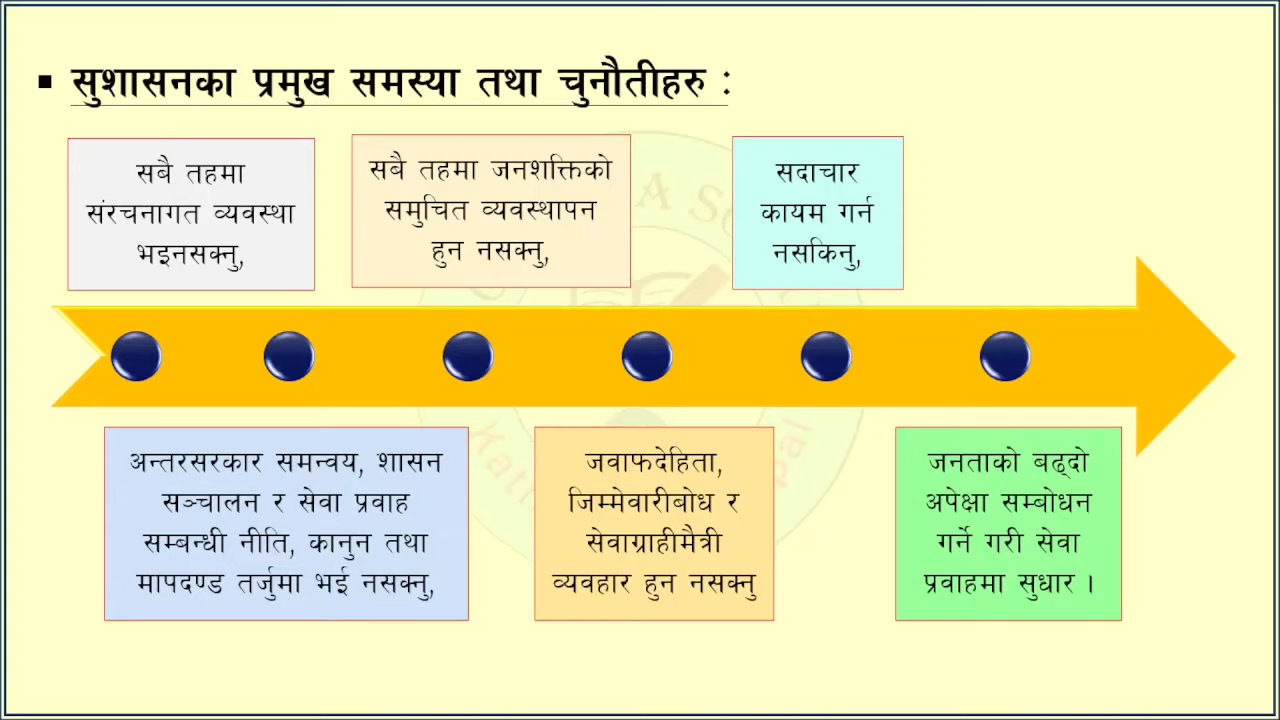 ▪ सुशासनका प्रमुख समस्या तथा चुनौतीहरु :
सबै तहमा
संरचनागत व्यवस्था
भइनसक्नु,
अन्तरसरकार समन्वय, शासन
सञ्चालन र सेवा प्रवाह
सम्बन्धी नीति, कानुन तथा
मापदण्ड तर्जुमा भई नसक्नु,
सबै तहमा जनशक्तिको
समुचित व्यवस्थापन
हुन नसक्नु,
जवाफदेहिता,
जिम्मेवारीबोध र
सेवाग्राहीमैत्री
व्यवहार हुन नसक्नु
सदाचार
कायम गर्न
नसकिनु,
जनताको बढ्दो
अपेक्षा सम्बोधन
गर्ने गरी सेवा
प्रवाहमा सुधार ।